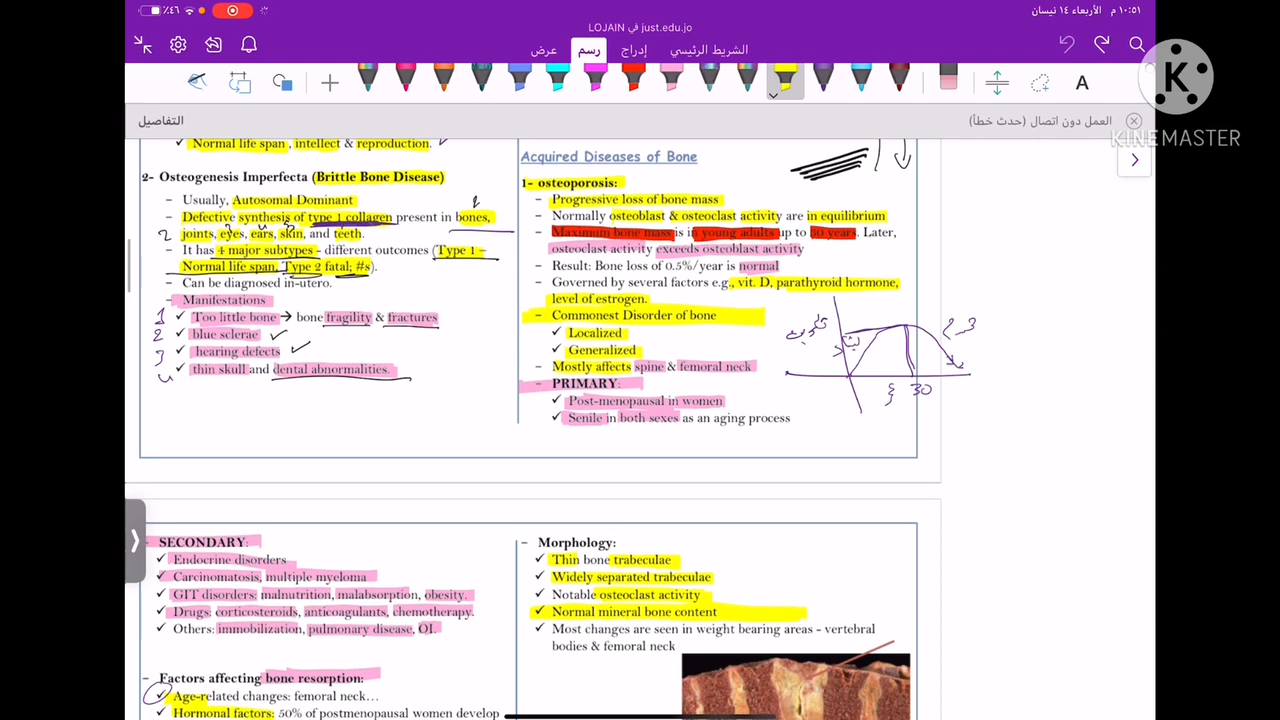 ١٠:٥١ م الأربعاء ١٤ نيسان
٤٦٪
LOJAIN في just.edu.jo
الشريط الرئيسي إدراج رسم عرض
A
K
KINEMASTER
العمل دون اتصال (حدث خطأ)
التفاصيل
✓ Normal life span , intellect & reproduction.
2- Osteogenesis Imperfecta (Brittle Bone Disease)
– Usually, Autosomal Dominant
– Defective synthesis of type 1 collagen present in bones,
joints, eyes, ears, skin, and teeth.
– It has 4 major subtypes – different outcomes (Type 1 –
Normal life span, Type 2 fatal; #s).
– Can be diagnosed in-utero.
– Manifestations
✓ Too little bone → bone fragility & fractures
✓ blue sclerae
✓ hearing defects
✓ thin skull and dental abnormalities.
1
2
3
4
Acquired Diseases of Bone
1- osteoporosis:
– Progressive loss of bone mass
– Normally osteoblast & osteoclast activity are in equilibrium
– Maximum bone mass is in young adults up to 30 years. Later,
osteoclast activity exceeds osteoblast activity
– Result: Bone loss of 0.5%/year is normal
– Governed by several factors e.g., vit. D, parathyroid hormone,
level of estrogen.
– Commonest Disorder of bone
✓ Localized
✓ Generalized
– Mostly affects spine & femoral neck
– PRIMARY:
✓ Post-menopausal in women
✓ Senile in both sexes as an aging process
30
– SECONDARY:
✓ Endocrine disorders
✓ Carcinomatosis, multiple myeloma
✓ GIT disorders: malnutrition, malabsorption, obesity.
✓ Drugs: corticosteroids, anticoagulants, chemotherapy.
✓ Others: immobilization, pulmonary disease, OI.
– Factors affecting bone resorption:
✓ Age-related changes: femoral neck…
✓ Hormonal factors: 50% of postmenopausal women develop
– Morphology:
✓ Thin bone trabeculae
✓ Widely separated trabeculae
✓ Notable osteoclast activity
✓ Normal mineral bone content
✓ Most changes are seen in weight bearing areas - vertebral
bodies & femoral neck